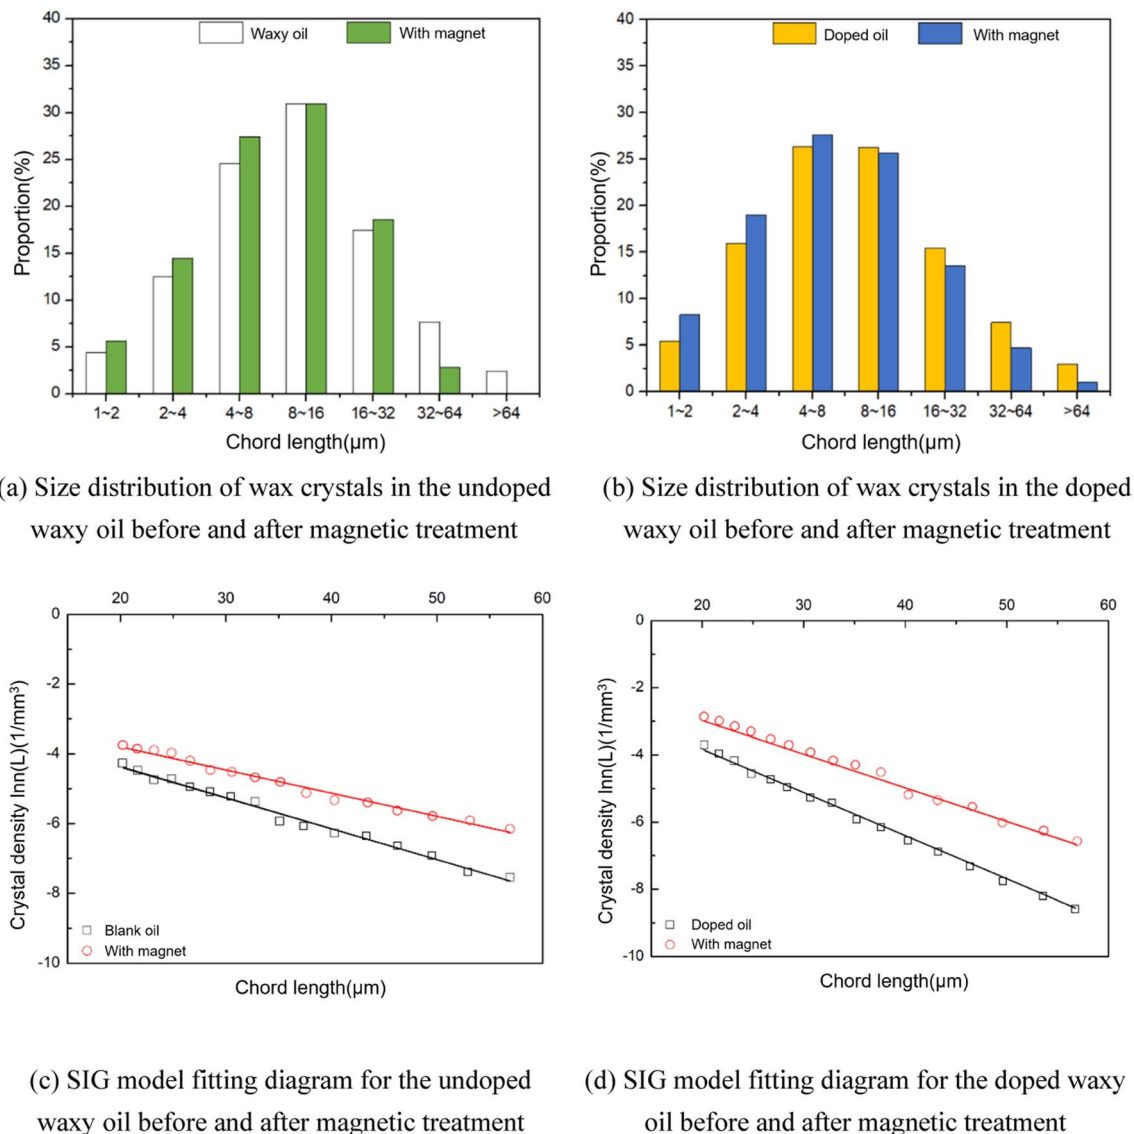 40
35
30
25
20
15
10
5
0
Proportion(%)
Waxy oil
With magnet
1~2
2~4
4~8
8~16
16~32
32~64
>64
Chord length(μm)
(a) Size distribution of wax crystals in the undoped
waxy oil before and after magnetic treatment
40
35
30
25
20
15
10
5
0
Proportion(%)
Doped oil
With magnet
1~2
2~4
4~8
8~16
16~32
32~64
>64
Chord length(μm)
(b) Size distribution of wax crystals in the doped
waxy oil before and after magnetic treatment
20
30
40
50
60
0
-2
-4
-6
-8
-10
Crystal density lnn(L)(1/mm³)
Blank oil
With magnet
Chord length(μm)
(c) SIG model fitting diagram for the undoped
waxy oil before and after magnetic treatment
20
30
40
50
60
0
-2
-4
-6
-8
-10
Crystal density lnn(L)(1/mm³)
Doped oil
With magnet
Chord length(μm)
(d) SIG model fitting diagram for the doped waxy
oil before and after magnetic treatment